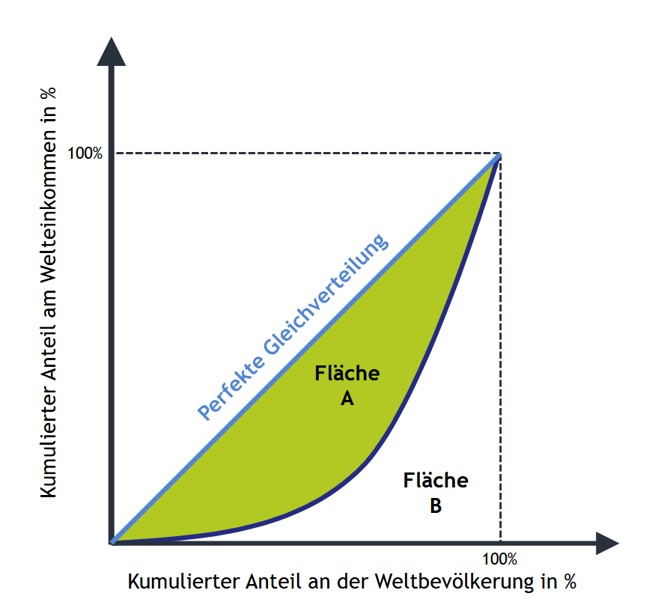 Kumulierter Anteil am Welteinkommen in %
100%
Perfekte Gleichverteilung
Fläche
A
Fläche
B
100%
Kumulierter Anteil an der Weltbevölkerung in %